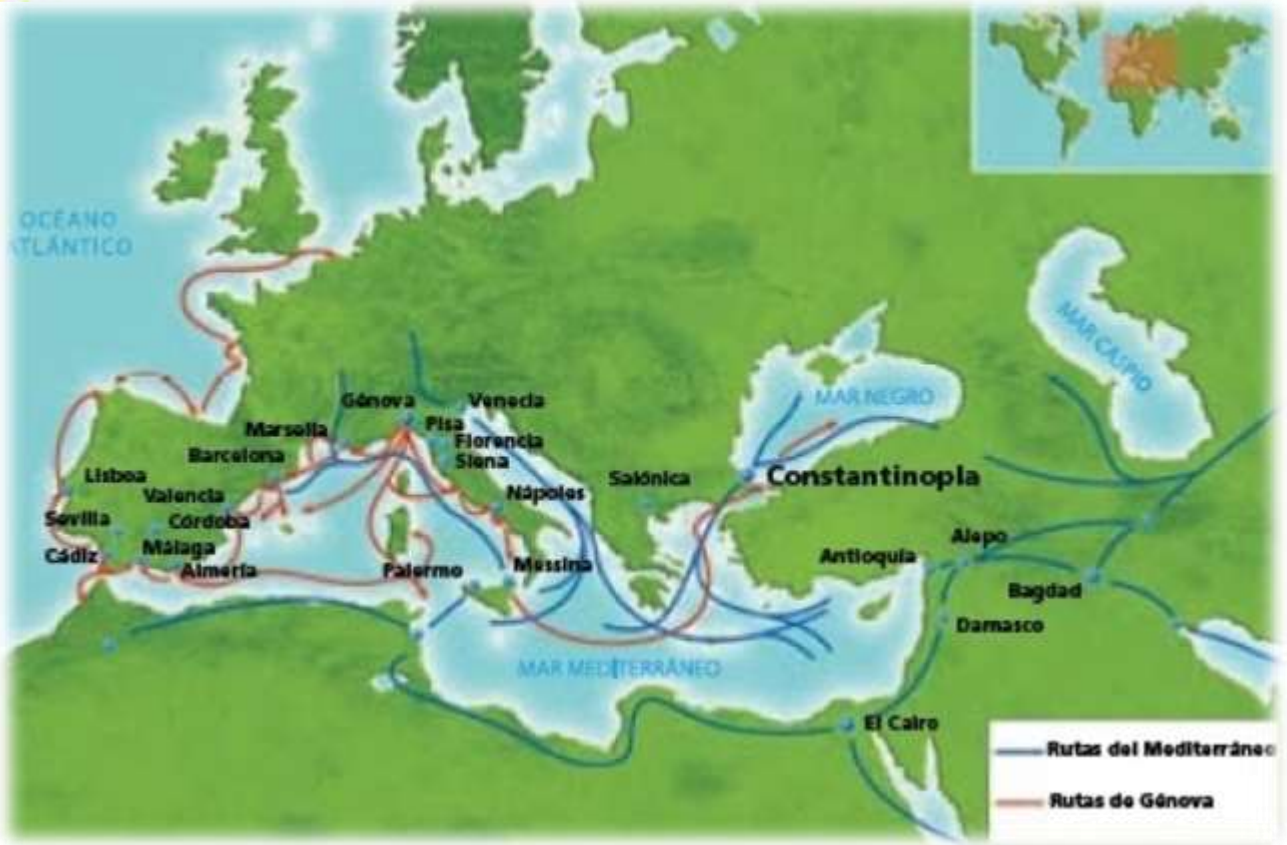 OCÉANO
ATLÁNTICO
MAR CASPIO
MAR NEGRO
Génova
Venecia
Pisa
Marsella
Florencia
Barcelona
Siena
Lisboa
Salónica
Constantinopla
Valencia
Nápoles
Sevilla
Córdoba
Alepo
Cádiz
Málaga
Antioquia
Almería
Palermo
Messina
Bagdad
Damasco
MAR MEDITERRÁNEO
El Cairo
Rutas del Mediterráneo
Rutas de Génova